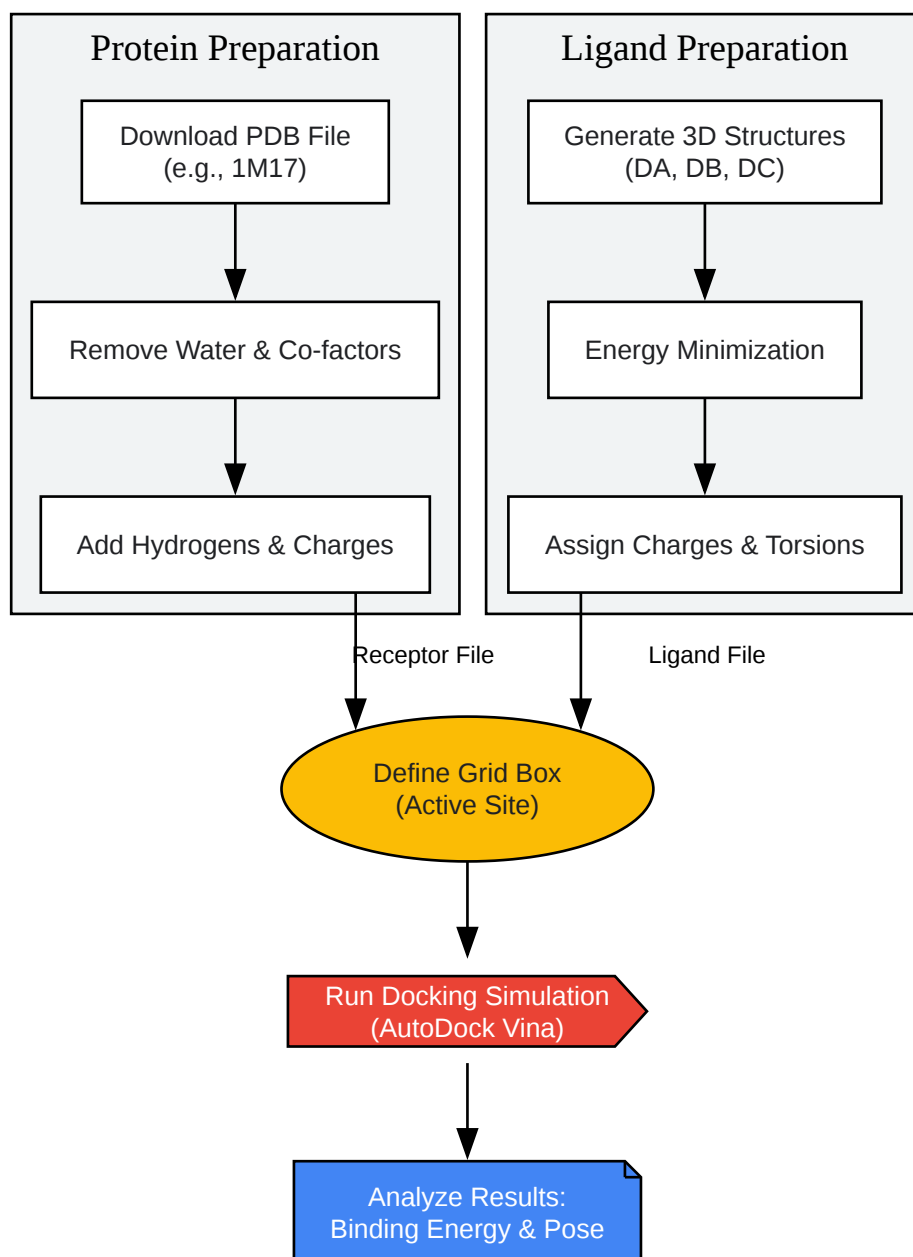 Protein Preparation
Download PDB File
(e.g., 1M17)
Remove Water & Co-factors
Add Hydrogens & Charges
Ligand Preparation
Generate 3D Structures
(DA, DB, DC)
Energy Minimization
Assign Charges & Torsions
Receptor File
Ligand File
Define Grid Box
(Active Site)
Run Docking Simulation
(AutoDock Vina)
Analyze Results:
Binding Energy & Pose